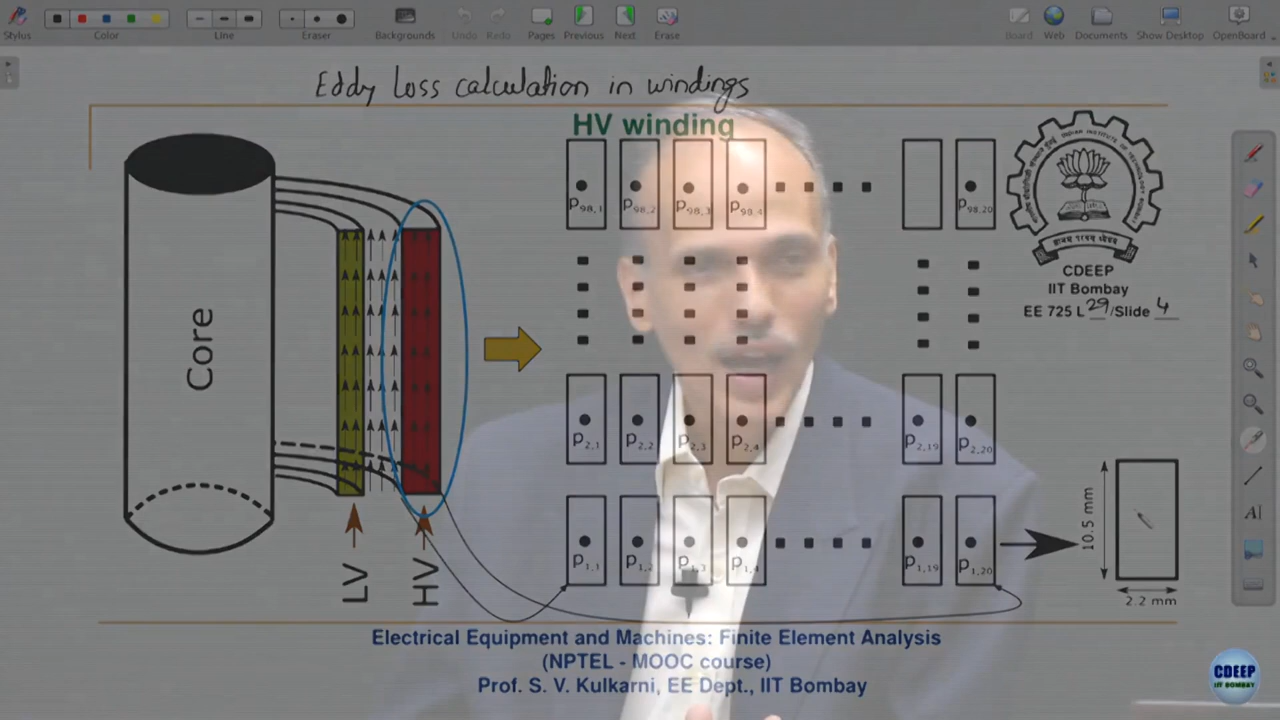 Stylus
Color
Line
Eraser
Backgrounds
Undo
Redo
Pages
Previous
Next
Erase
Board
Web
Documents
Show Desktop
OpenBoard
Eddy Loss calculation in windings
HV winding
P98,1 P98,2 P98,3 P98,4 P98,20
Core
P2,1 P2,2 P2,3 P2,4 P2,19 P2,20
P1,1 P1,2 P1,3 P1,4 P1,19 P1,20
LV
HV
10.5 mm
2.2 mm
CDEEP
IIT Bombay
EE 725 L 29 /Slide 4
Electrical Equipment and Machines: Finite Element Analysis
(NPTEL - MOOC course)
Prof. S. V. Kulkarni, EE Dept., IIT Bombay
CDEEP
IIT BOMBAY